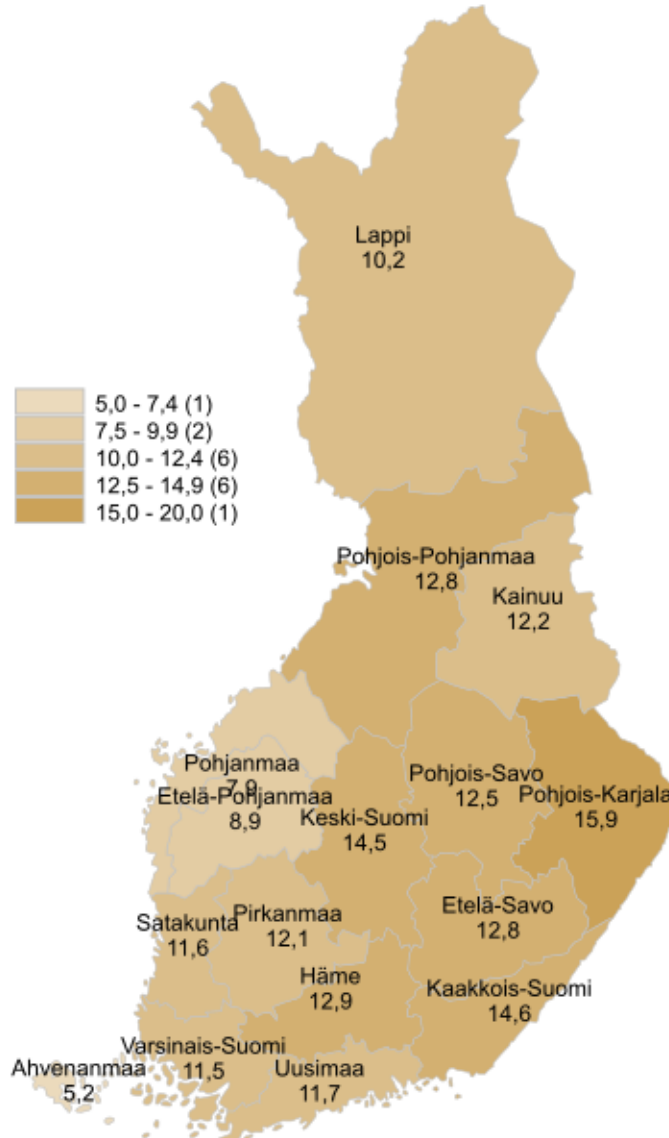 Lappi
10,2
5,0 - 7,4 (1)
7,5 - 9,9 (2)
10,0 - 12,4 (6)
12,5 - 14,9 (6)
15,0 - 20,0 (1)
Pohjois-Pohjanmaa
12,8
Kainuu
12,2
Pohjanmaa
7,9
Etelä-Pohjanmaa
8,9
Keski-Suomi
14,5
Pohjois-Savo
12,5
Pohjois-Karjala
15,9
Satakunta
11,6
Pirkanmaa
12,1
Etelä-Savo
12,8
Häme
12,9
Kaakkois-Suomi
14,6
Varsinais-Suomi
11,5
Uusimaa
11,7
Ahvenanmaa
5,2